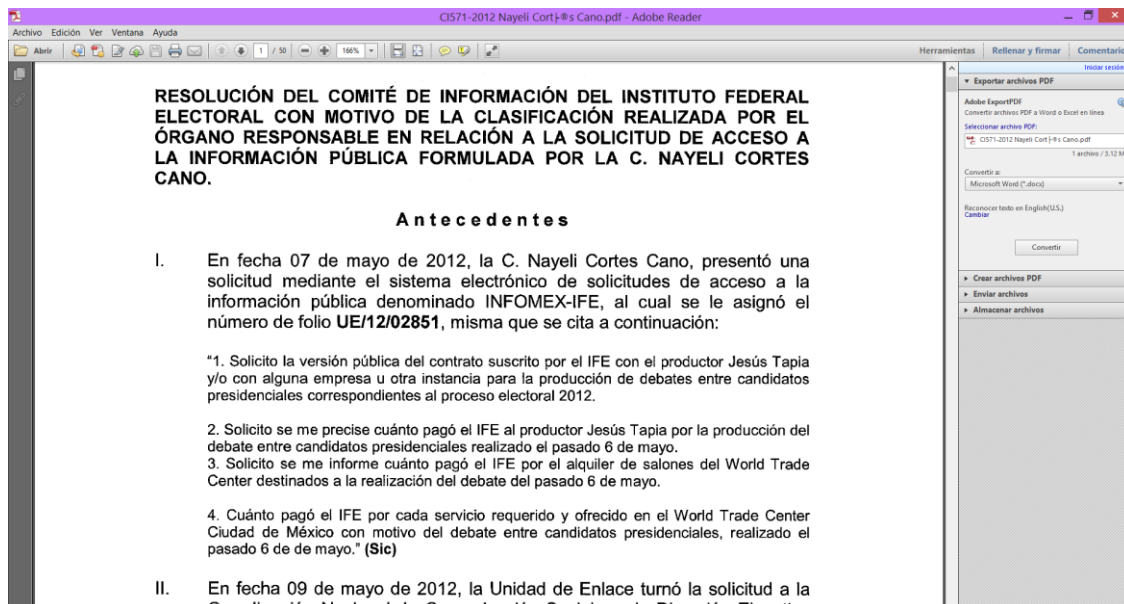 CI571-2012 Nayeli Cort├®s Cano.pdf - Adobe Reader
Archivo Edición Ver Ventana Ayuda
Abrir 1 / 50 166% Herramientas Rellenar y firmar Comentario
Iniciar sesión
RESOLUCIÓN DEL COMITÉ DE INFORMACIÓN DEL INSTITUTO FEDERAL
ELECTORAL CON MOTIVO DE LA CLASIFICACIÓN REALIZADA POR EL
ÓRGANO RESPONSABLE EN RELACIÓN A LA SOLICITUD DE ACCESO A
LA INFORMACIÓN PÚBLICA FORMULADA POR LA C. NAYELI CORTES
CANO.
Antecedentes
I. En fecha 07 de mayo de 2012, la C. Nayeli Cortes Cano, presentó una
solicitud mediante el sistema electrónico de solicitudes de acceso a la
información pública denominado INFOMEX-IFE, al cual se le asignó el
número de folio UE/12/02851, misma que se cita a continuación:
“1. Solicito la versión pública del contrato suscrito por el IFE con el productor Jesús Tapia
y/o con alguna empresa u otra instancia para la producción de debates entre candidatos
presidenciales correspondientes al proceso electoral 2012.
2. Solicito se me precise cuánto pagó el IFE al productor Jesús Tapia por la producción del
debate entre candidatos presidenciales realizado el pasado 6 de mayo.
3. Solicito se me informe cuánto pagó el IFE por el alquiler de salones del World Trade
Center destinados a la realización del debate del pasado 6 de mayo.
4. Cuánto pagó el IFE por cada servicio requerido y ofrecido en el World Trade Center
Ciudad de México con motivo del debate entre candidatos presidenciales, realizado el
pasado 6 de de mayo.” (Sic)
II. En fecha 09 de mayo de 2012, la Unidad de Enlace turnó la solicitud a la
Exportar archivos PDF
Adobe ExportPDF
Convertir archivos PDF a Word o Excel en línea
Seleccionar archivo PDF:
CI571-2012 Nayeli Cort├®s Cano.pdf
1 archivo / 3.12 M
Convertir a:
Microsoft Word (*.docx)
Reconocer texto en English(U.S.)
Cambiar
Convertir
Crear archivos PDF
Enviar archivos
Almacenar archivos